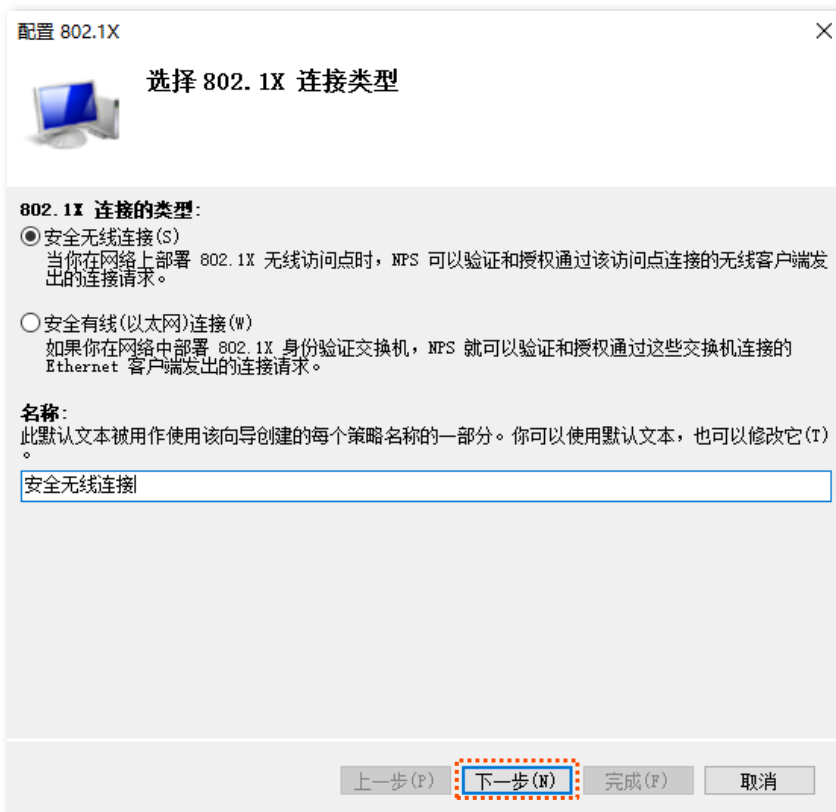 配置 802.1X
选择 802.1X 连接类型
802.1X 连接的类型:
安全无线连接(S)
当你在网络上部署 802.1X 无线访问点时，NPS 可以验证和授权通过该访问点连接的无线客户端发
出的连接请求。
安全有线(以太网)连接(W)
如果你在网络中部署 802.1X 身份验证交换机，NPS 就可以验证和授权通过这些交换机连接的
Ethernet 客户端发出的连接请求。
名称:
此默认文本被用作使用该向导创建的每个策略名称的一部分。你可以使用默认文本，也可以修改它(T)
。
安全无线连接
上一步(P) 下一步(N) 完成(F) 取消